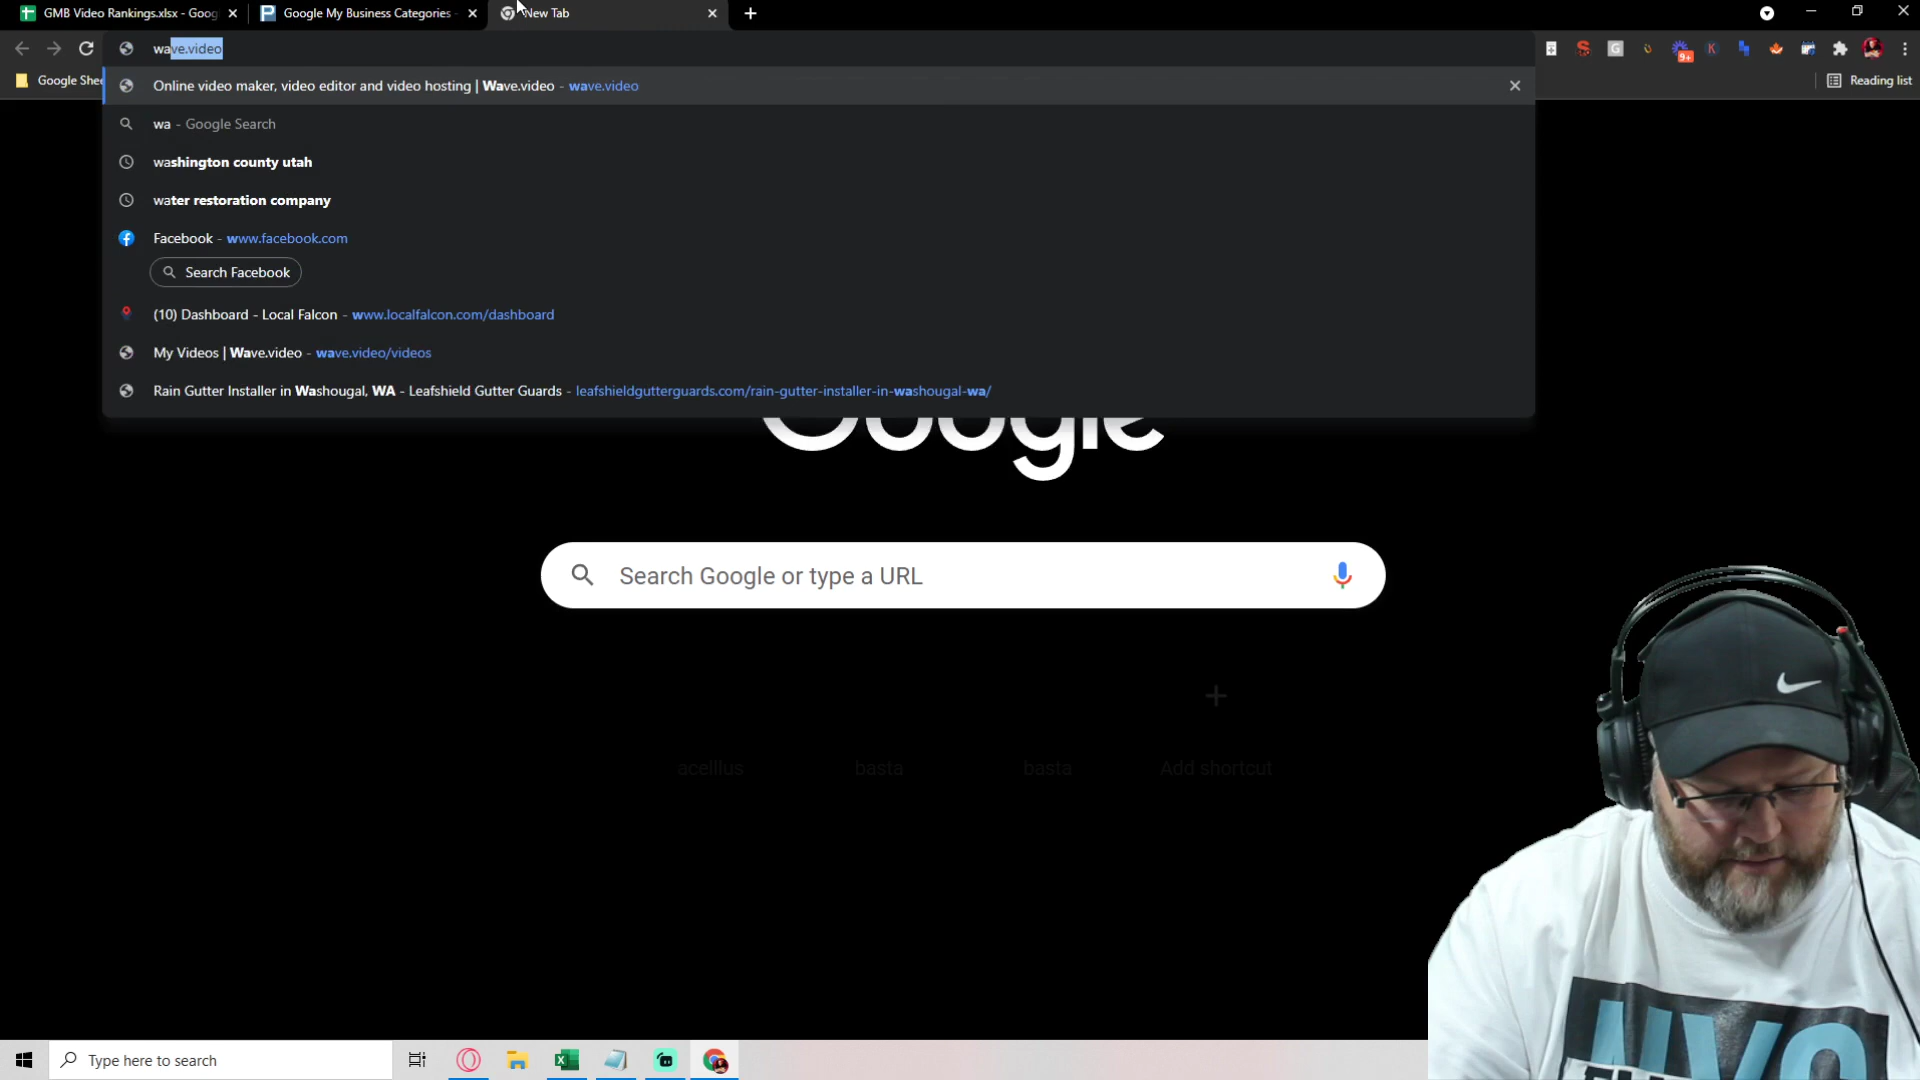 GMB Video Rankings.xlsx - Goog
Google My Business Categories -
New Tab
wave.video
9+
Google Shee
Reading list
Online video maker, video editor and video hosting | Wave.video - wave.video
wa - Google Search
washington county utah
water restoration company
Facebook - www.facebook.com
Search Facebook
(10) Dashboard - Local Falcon - www.localfalcon.com/dashboard
My Videos | Wave.video - wave.video/videos
Rain Gutter Installer in Washougal, WA - Leafshield Gutter Guards - leafshieldgutterguards.com/rain-gutter-installer-in-washougal-wa/
Google
Search Google or type a URL
acelllus
basta
basta
Add shortcut
Type here to search